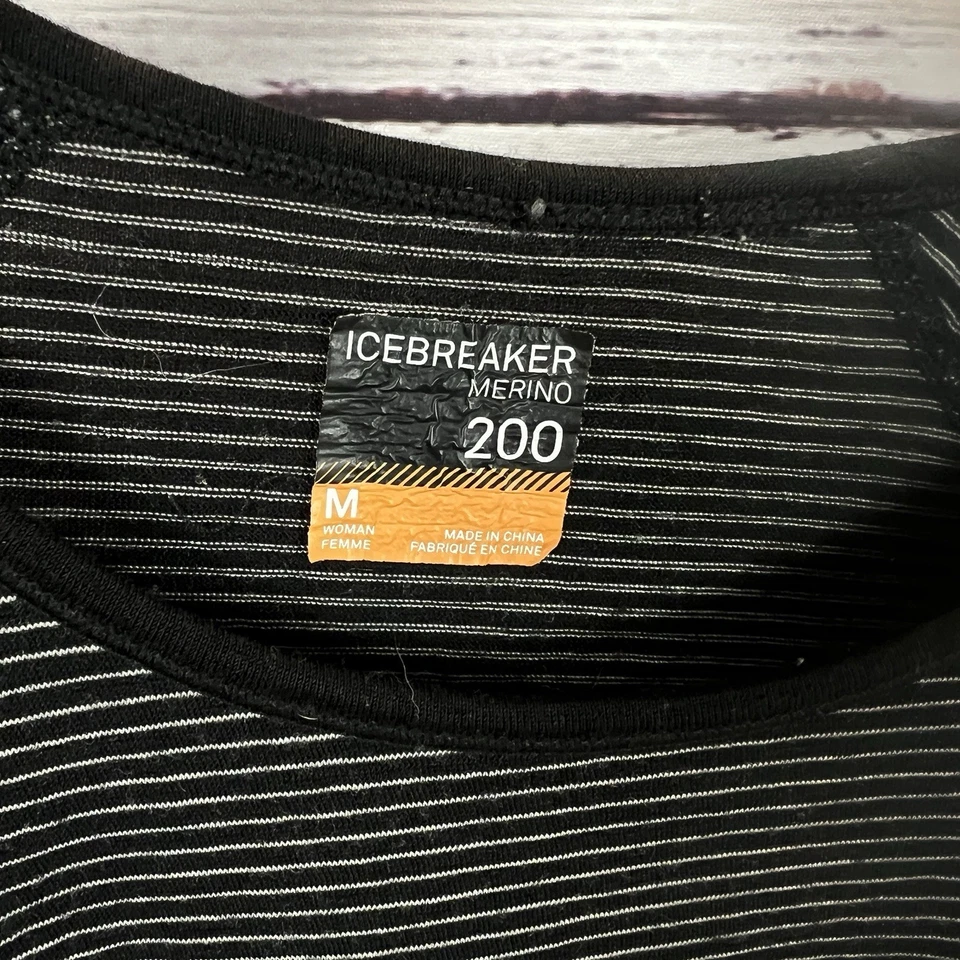 ICEBREAKER
MERINO
200
M
WOMAN
FEMME
MADE IN CHINA
FABRIQUÉ EN CHINE